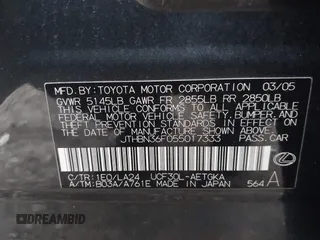 MFD.BY:TOYOTA MOTOR CORPORATION 03/05
GVWR 5145LB GAWR FR 2855LB RR 2850LB
THIS VEHICLE CONFORMS TO ALL APPLICABLE
FEDERAL MOTOR VEHICLE SAFETY,
BUMPER, AND THEFT PREVENTION
STANDARDS IN EFFECT ON THE DATE OF
MANUFACTURE SHOWN ABOVE.
JTHBN36F055017333 PASS.CAR
C/TR:1E0/LA24 UCF30L-AETGKA
A/TM:B03A/A761E MADE IN JAPAN 564 A
LEXUS
DREAMBID